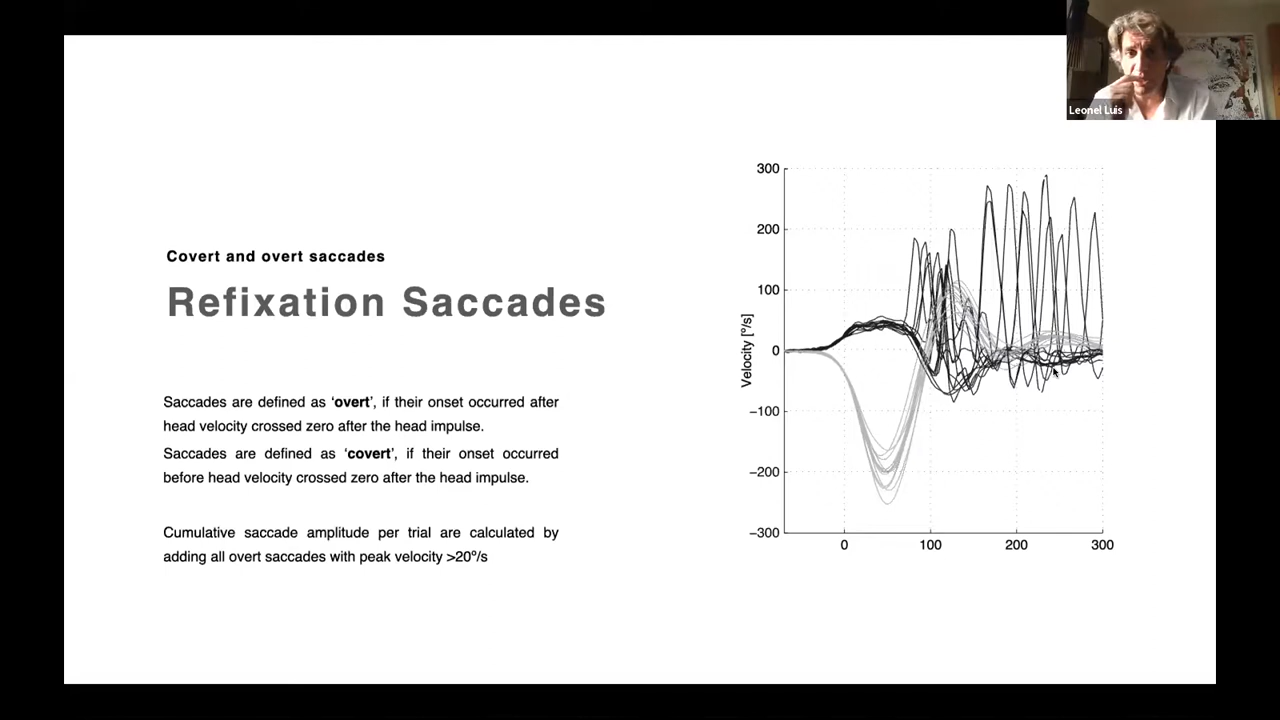 Leonel Luis
Covert and overt saccades
Refixation Saccades
Saccades are defined as ‘overt’, if their onset occurred after
head velocity crossed zero after the head impulse.
Saccades are defined as ‘covert’, if their onset occurred
before head velocity crossed zero after the head impulse.
Cumulative saccade amplitude per trial are calculated by
adding all overt saccades with peak velocity >20º/s
Velocity [º/s]
300
200
100
0
−100
−200
−300
0 100 200 300